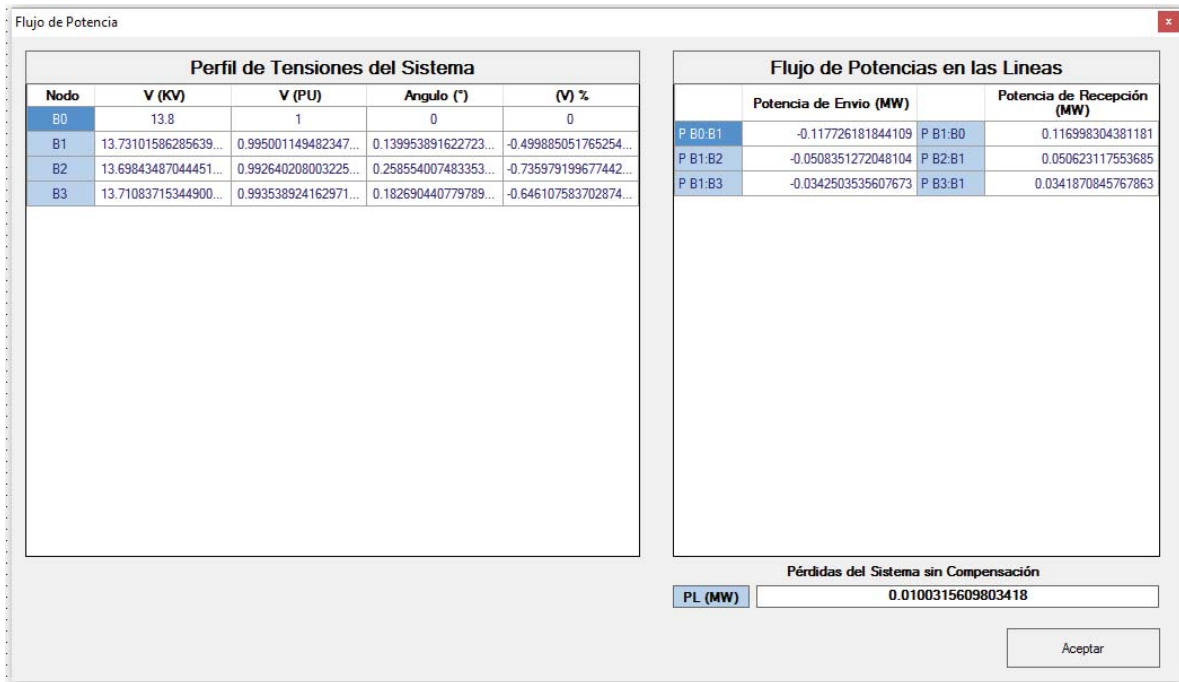 Flujo de Potencia
x
Perfil de Tensiones del Sistema
Nodo V (KV) V (PU) Angulo (°) (V) %
B0 13.8 1 0 0
B1 13.73101586285639... 0.995001149482347... 0.139953891622723... -0.499885051765254...
B2 13.69843487044451... 0.992640208003225... 0.258554007483353... -0.735979199677442...
B3 13.71083715344900... 0.993538924162971... 0.182690440779789... -0.646107583702874...
Flujo de Potencias en las Lineas
Potencia de Envio (MW) Potencia de Recepción
(MW)
P B0:B1 -0.117726181844109 P B1:B0 0.116998304381181
P B1:B2 -0.0508351272048104 P B2:B1 0.050623117553685
P B1:B3 -0.0342503535607673 P B3:B1 0.0341870845767863
Pérdidas del Sistema sin Compensación
PL (MW) 0.0100315609803418
Aceptar